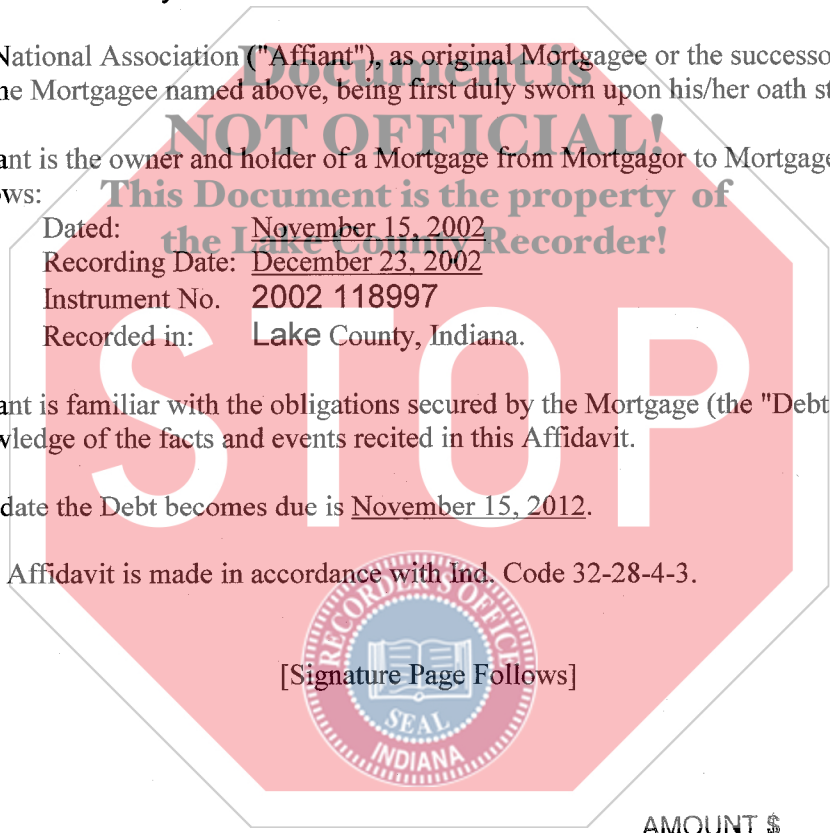 National Association ("Affiant"), as original Mortgagee or the successo
Document is
he Mortgagee named above, being first duly sworn upon his/her oath st
NOT OFFICIAL!
ant is the owner and holder of a Mortgage from Mortgagor to Mortgage
ows:
This Document is the property of
Dated: November 15, 2002
the Lake County Recorder!
Recording Date: December 23, 2002
Instrument No. 2002 118997
Recorded in: Lake County, Indiana.
STOP
ant is familiar with the obligations secured by the Mortgage (the "Debt
wledge of the facts and events recited in this Affidavit.
date the Debt becomes due is November 15, 2012.
Affidavit is made in accordance with Ind. Code 32-28-4-3.
RECORDER'S OFFICE
[Signature Page Follows]
SEAL
INDIANA
AMOUNT $